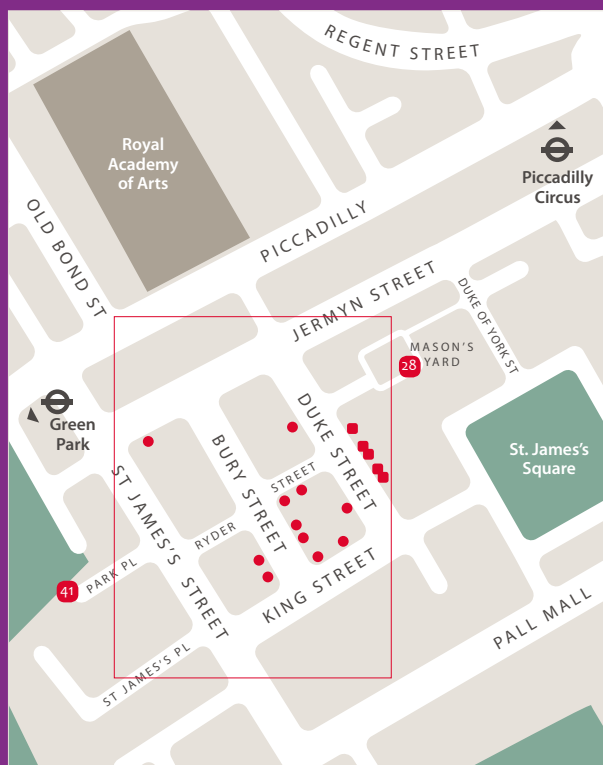 REGENT STREET
Royal
Academy
of Arts
Piccadilly
Circus
OLD BOND ST
PICCADILLY
JERMYN STREET
DUKE OF YORK ST
MASON'S
YARD
28
Green
Park
DUKE STREET
St. James's
Square
BURY STREET
ST JAMES'S STREET
RYDER STREET
41
PARK PL
KING STREET
PALL MALL
ST JAMES'S PL